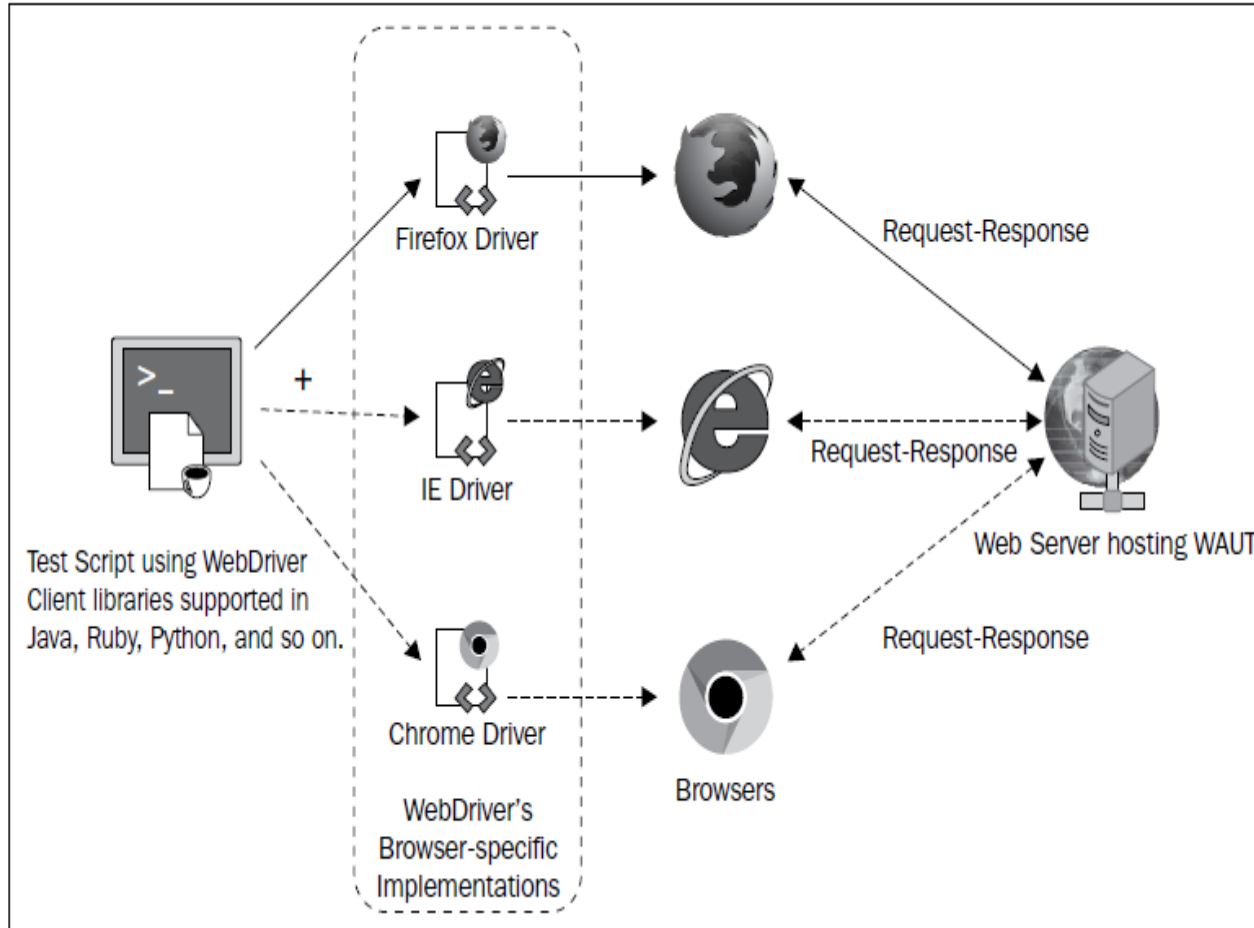 Firefox Driver
Request-Response
>_
+
IE Driver
Request-Response
Web Server hosting WAUT
Test Script using WebDriver
Client libraries supported in
Java, Ruby, Python, and so on.
Request-Response
Chrome Driver
Browsers
WebDriver's
Browser-specific
Implementations